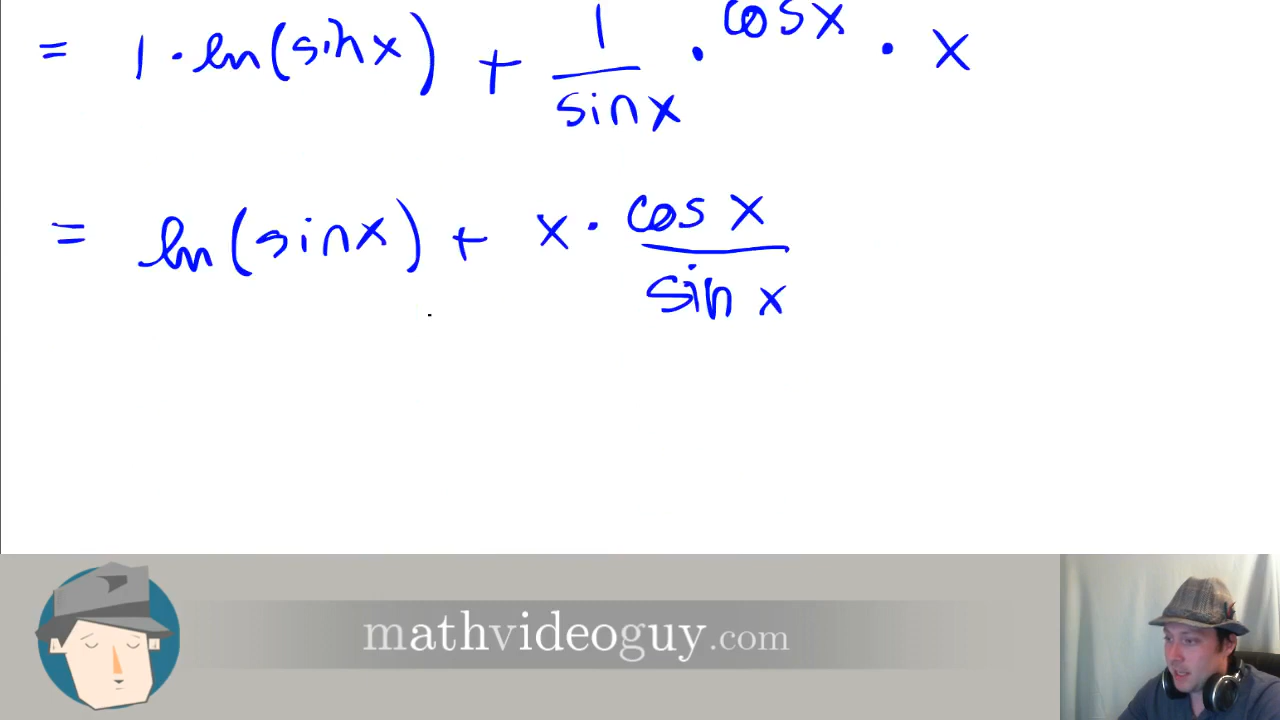 = 1 · ln(sin x) + 1/sin x · cos x · x
= ln(sin x) + x · cos x/sin x
mathvideoguy.com